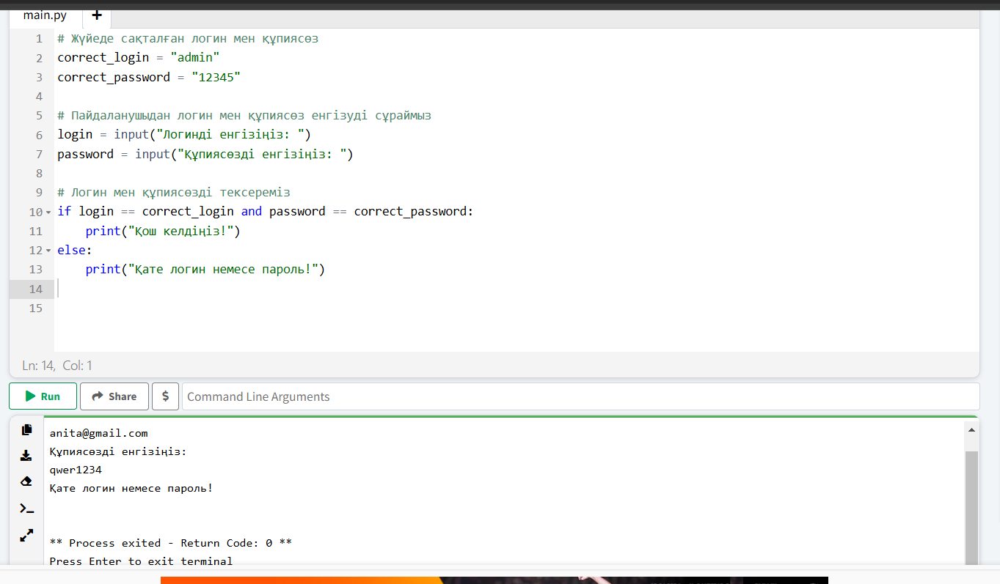 main.py +
1 # Жүйеде сақталған логин мен құпиясөз
2 correct_login = "admin"
3 correct_password = "12345"
4
5 # Пайдаланушыдан логин мен құпиясөз енгізуді сұраймыз
6 login = input("Логинді енгізіңіз: ")
7 password = input("Құпиясөзді енгізіңіз: ")
8
9 # Логин мен құпиясөзді тексереміз
10 if login == correct_login and password == correct_password:
11     print("Қош келдіңіз!")
12 else:
13     print("Қате логин немесе пароль!")
14
15
Ln: 14, Col: 1
Run Share $ Command Line Arguments
anita@gmail.com
Құпиясөзді енгізіңіз:
qwer1234
Қате логин немесе пароль!
** Process exited - Return Code: 0 **
Press Enter to exit terminal